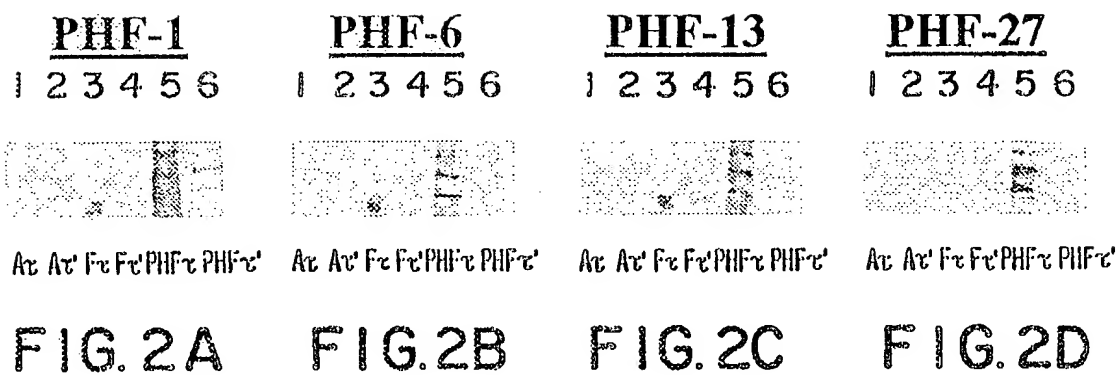 PHF-1 PHF-6 PHF-13 PHF-27
1 2 3 4 5 6 1 2 3 4 5 6 1 2 3 4 5 6 1 2 3 4 5 6
Aτ Aτ' Fτ Fτ' PHFτ PHFτ' Aτ Aτ' Fτ Fτ' PHFτ PHFτ' Aτ Aτ' Fτ Fτ' PHFτ PHFτ' Aτ Aτ' Fτ Fτ' PHFτ PHFτ'
FIG. 2A FIG. 2B FIG. 2C FIG. 2D